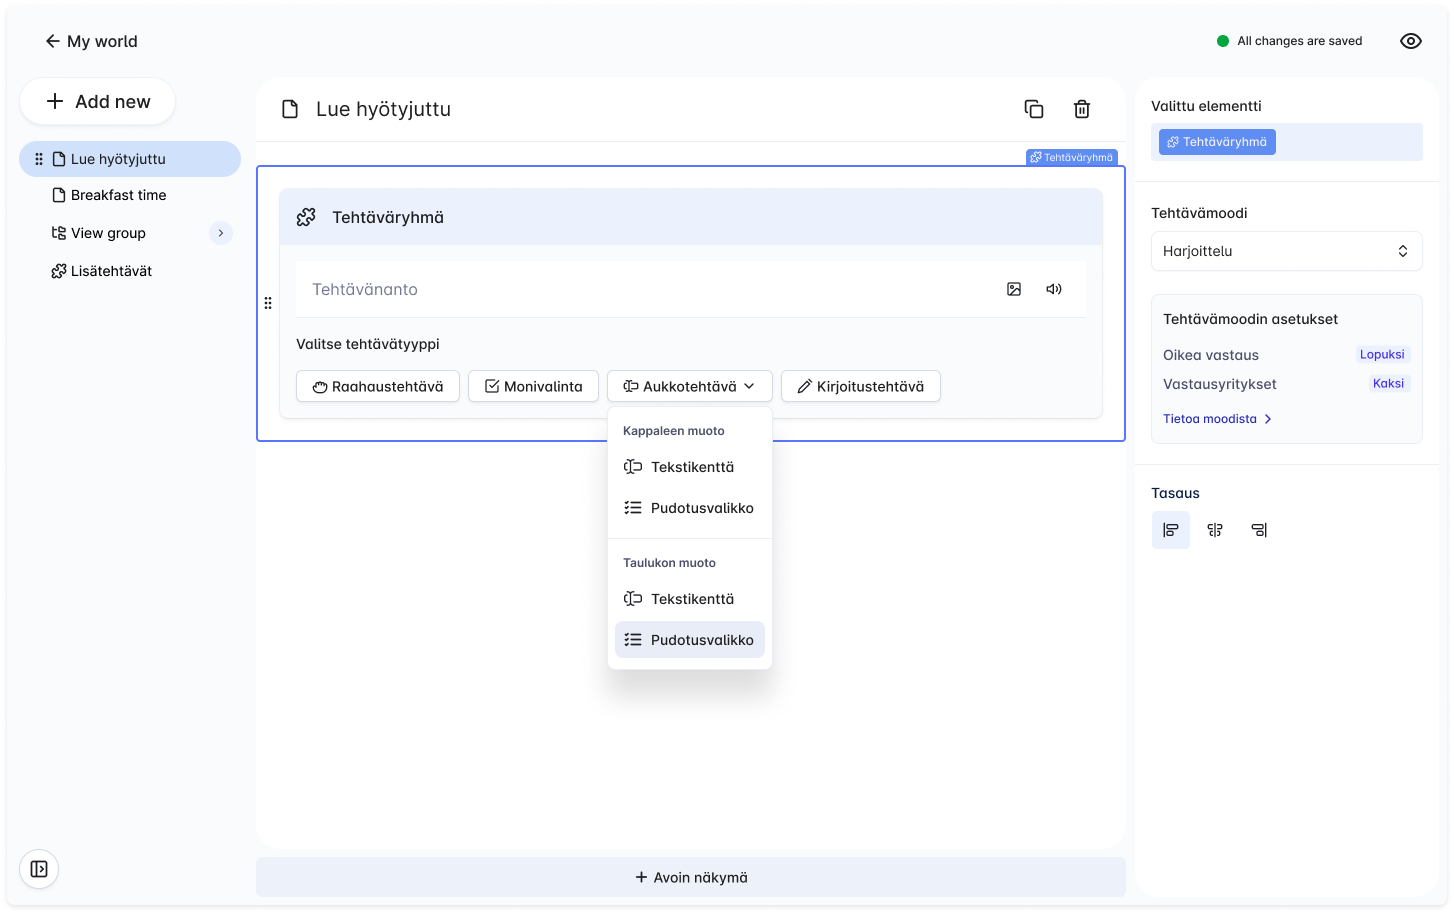 My world
All changes are saved
Add new
Lue hyötyjuttu
Breakfast time
View group
Lisätehtävät
Lue hyötyjuttu
Tehtäväryhmä
Tehtäväryhmä
Tehtävänanto
Valitse tehtävätyyppi
Raahaustehtävä Monivalinta Aukkotehtävä Kirjoitustehtävä
Kappaleen muoto
Tekstikenttä
Pudotusvalikko
Taulukon muoto
Tekstikenttä
Pudotusvalikko
Avoin näkymä
Valittu elementti
Tehtäväryhmä
Tehtävämoodi
Harjoittelu
Tehtävämoodin asetukset
Oikea vastaus Lopuksi
Vastausyritykset Kaksi
Tietoa moodista
Tasaus